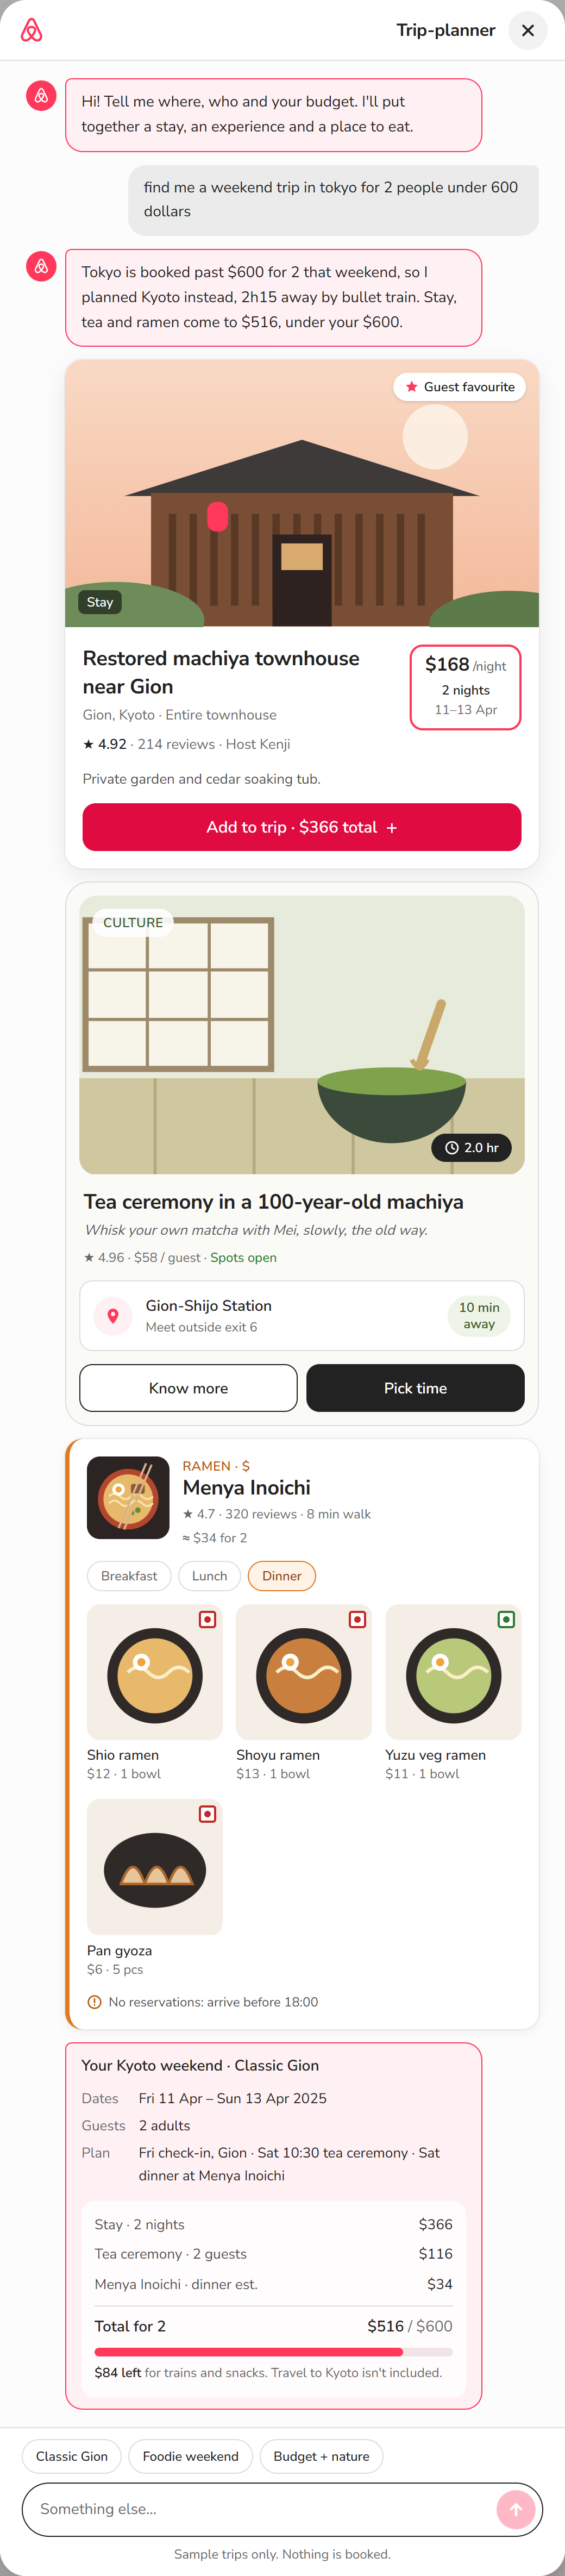 Trip-planner
Hi! Tell me where, who and your budget. I'll put
together a stay, an experience and a place to eat.
find me a weekend trip in tokyo for 2 people under 600
dollars
Tokyo is booked past $600 for 2 that weekend, so I
planned Kyoto instead, 2h15 away by bullet train. Stay,
tea and ramen come to $516, under your $600.
★ Guest favourite
Stay
Restored machiya townhouse
near Gion
$168 /night
2 nights
11–13 Apr
Gion, Kyoto · Entire townhouse
★ 4.92 · 214 reviews · Host Kenji
Private garden and cedar soaking tub.
Add to trip · $366 total +
CULTURE
2.0 hr
Tea ceremony in a 100-year-old machiya
Whisk your own matcha with Mei, slowly, the old way.
★ 4.96 · $58 / guest · Spots open
Gion-Shijo Station
Meet outside exit 6
10 min
away
Know more
Pick time
RAMEN · $
Menya Inoichi
★ 4.7 · 320 reviews · 8 min walk
≈ $34 for 2
Breakfast
Lunch
Dinner
Shio ramen
$12 · 1 bowl
Shoyu ramen
$13 · 1 bowl
Yuzu veg ramen
$11 · 1 bowl
Pan gyoza
$6 · 5 pcs
No reservations: arrive before 18:00
Your Kyoto weekend · Classic Gion
Dates Fri 11 Apr – Sun 13 Apr 2025
Guests 2 adults
Plan Fri check-in, Gion · Sat 10:30 tea ceremony · Sat
dinner at Menya Inoichi
Stay · 2 nights $366
Tea ceremony · 2 guests $116
Menya Inoichi · dinner est. $34
Total for 2 $516 / $600
$84 left for trains and snacks. Travel to Kyoto isn't included.
Classic Gion
Foodie weekend
Budget + nature
Something else...
Sample trips only. Nothing is booked.